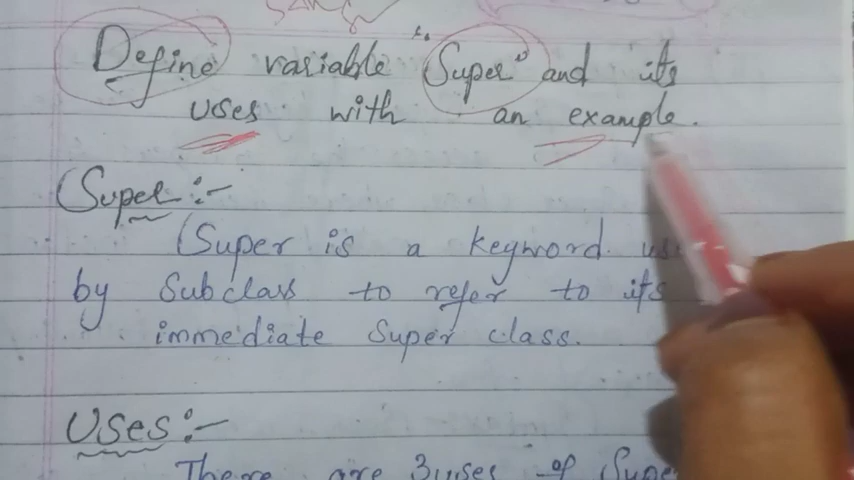 Define variable "Super" and its
uses with an example.
Super :-
Super is a keyword
by Subclass to refer to its
immediate Super class.
Uses :-
There are 3 uses of Super